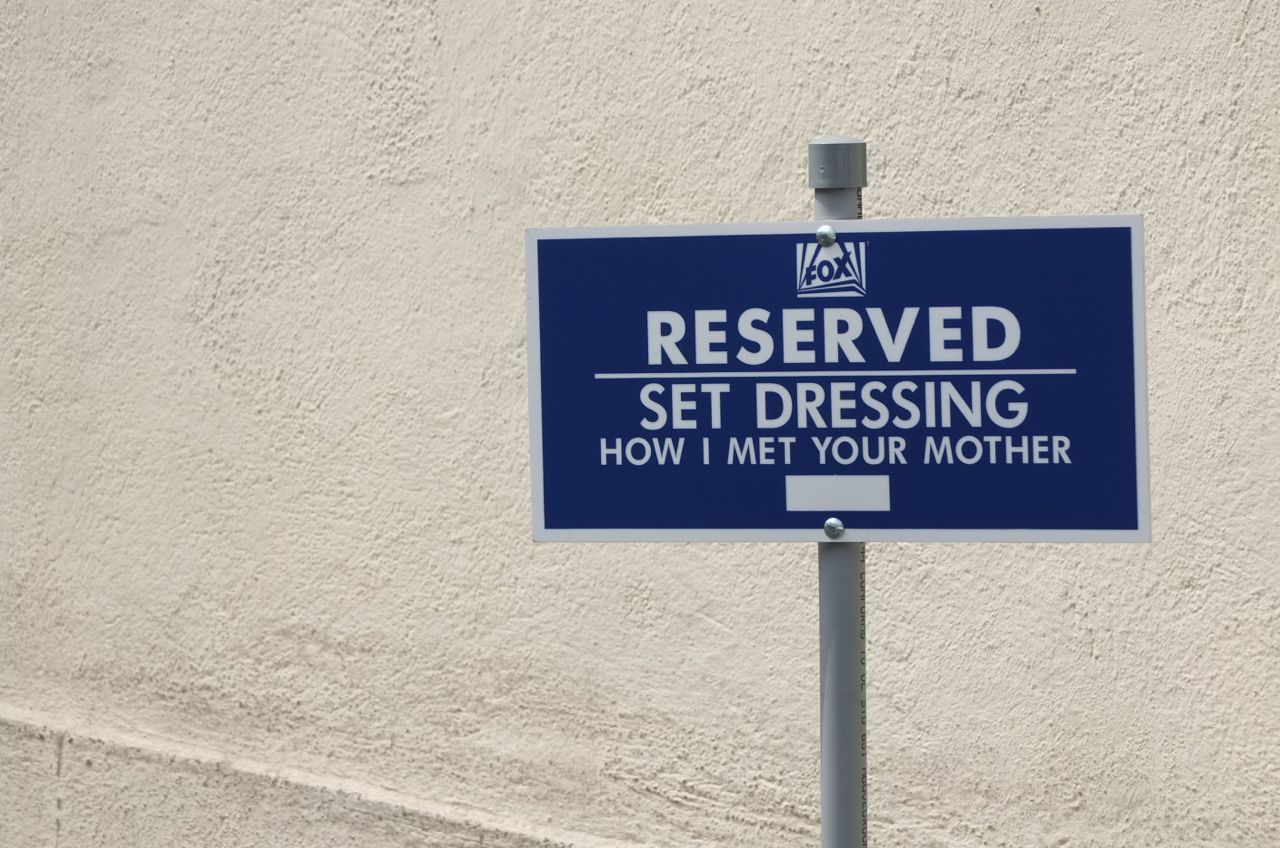 FOX
RESERVED
SET DRESSING
HOW I MET YOUR MOTHER